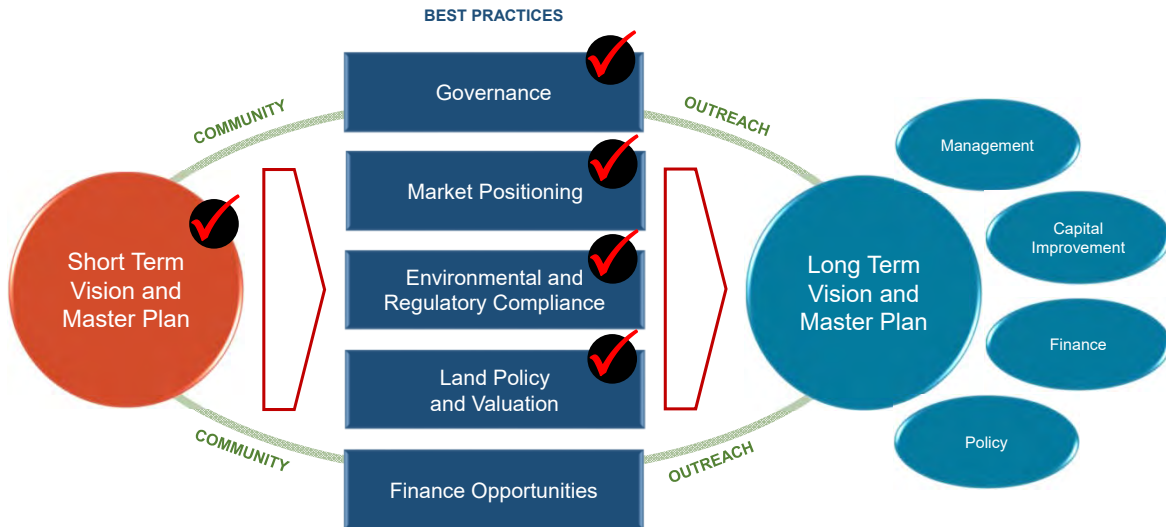 BEST PRACTICES
COMMUNITY
OUTREACH
Governance
Market Positioning
Environmental and
Regulatory Compliance
Land Policy
and Valuation
Finance Opportunities
Short Term
Vision and
Master Plan
Long Term
Vision and
Master Plan
Management
Capital
Improvement
Finance
Policy
COMMUNITY
OUTREACH